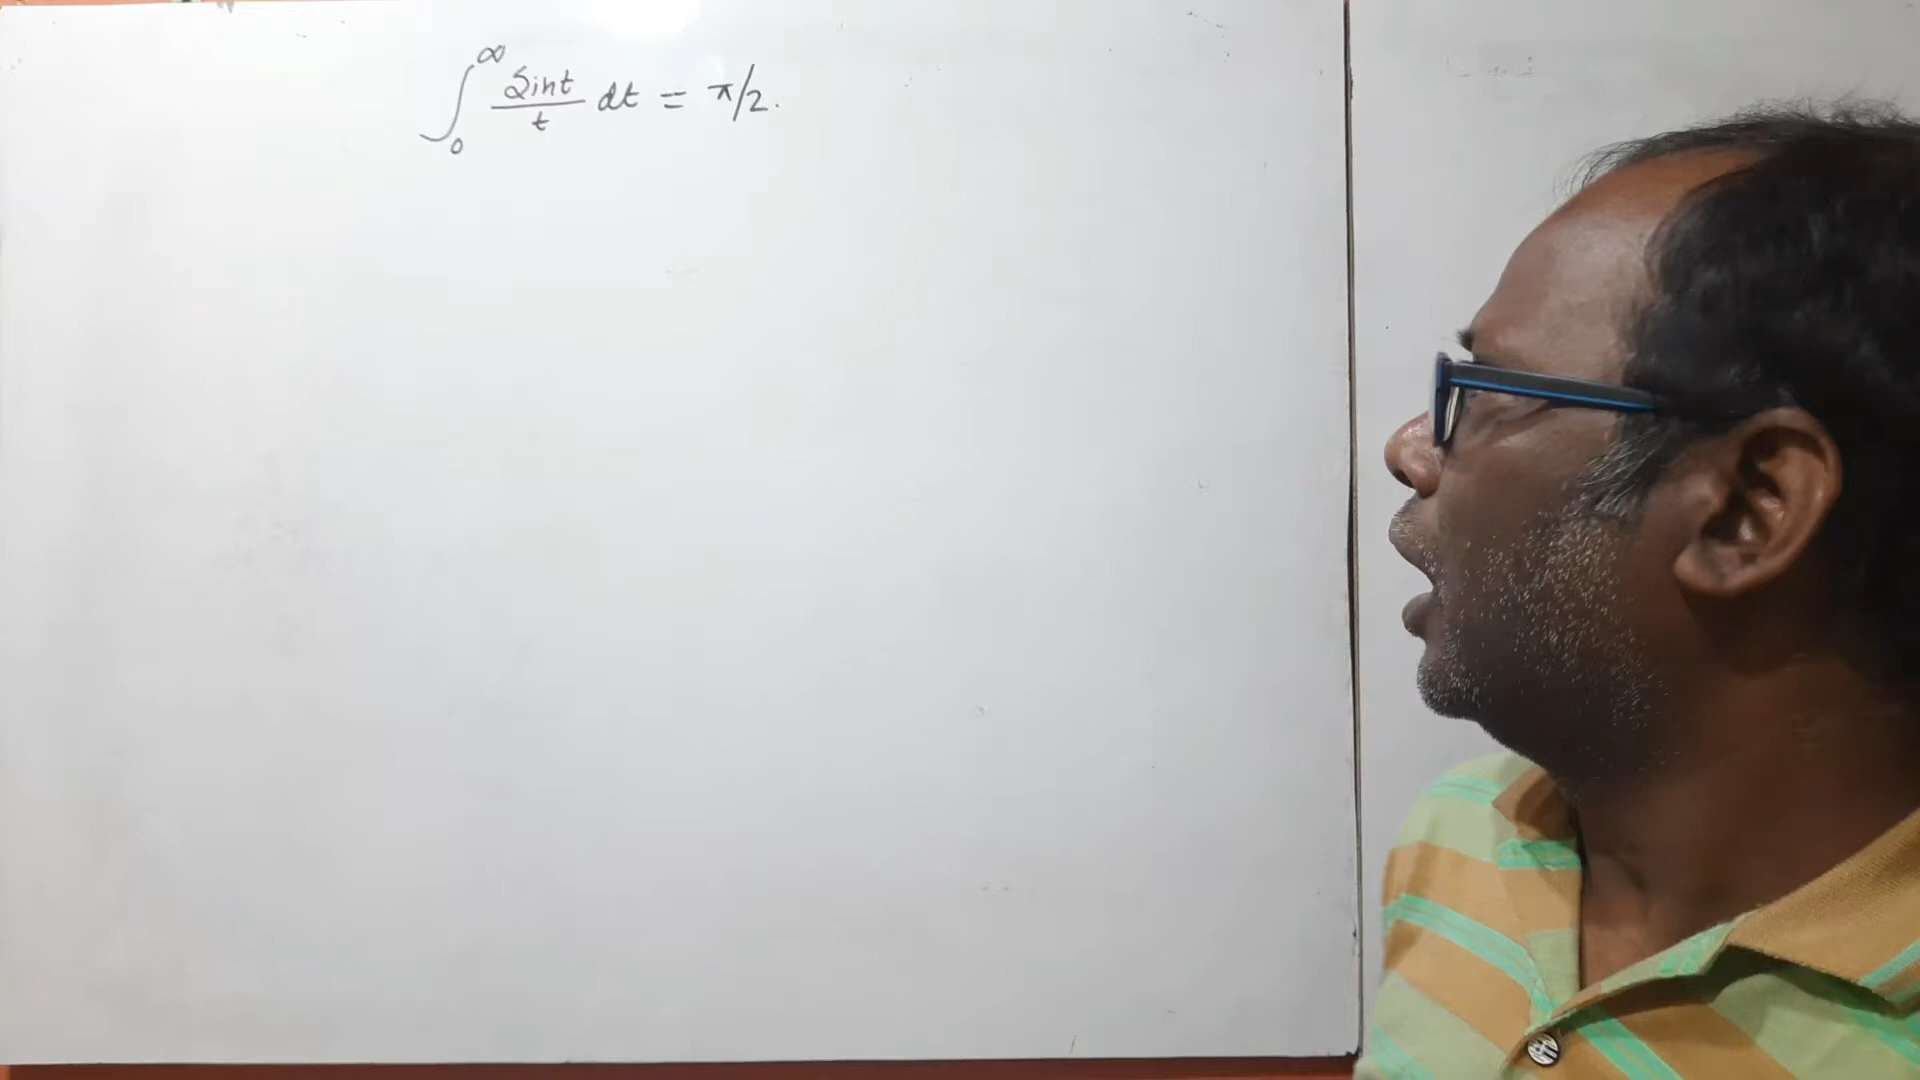 ∫₀^∞ Sint/t dt = π/2.